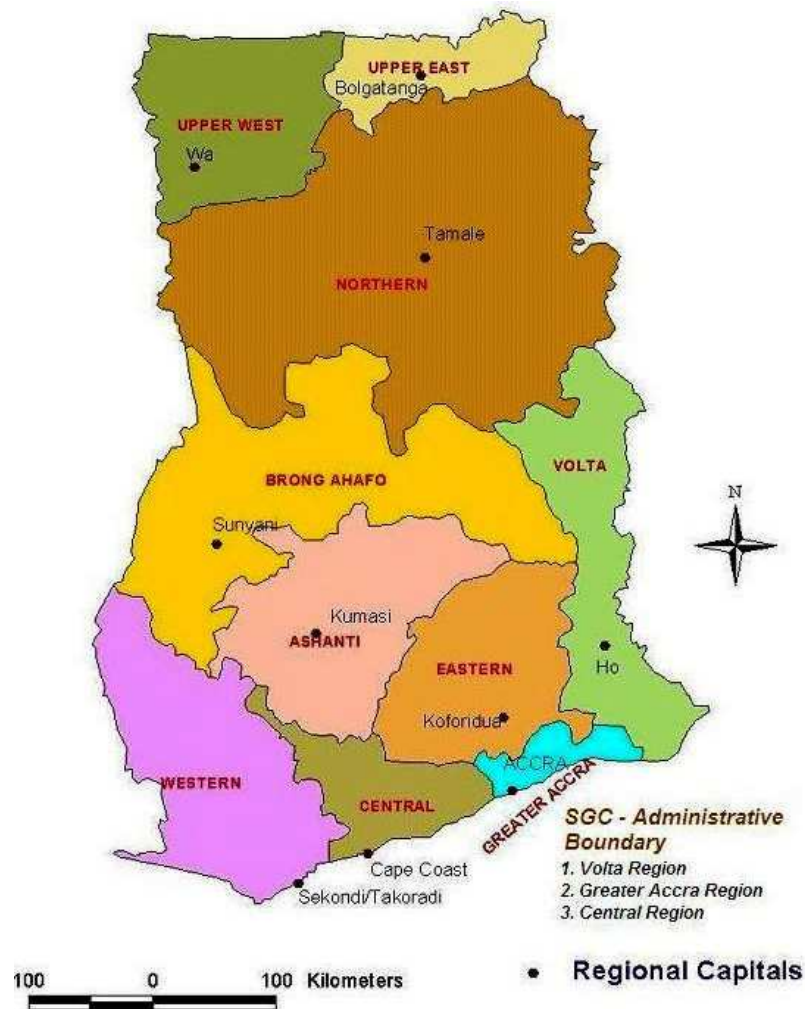 UPPER EAST
Bolgatanga
UPPER WEST
Wa
Tamale
NORTHERN
VOLTA
BRONG AHAFO
N
Sunyani
Kumasi
ASHANTI
EASTERN
Ho
Koforidua
ACCRA
WESTERN
CENTRAL
GREATER ACCRA
SGC - Administrative
Boundary
1. Volta Region
2. Greater Accra Region
3. Central Region
Cape Coast
Sekondi/Takoradi
100 0 100 Kilometers
Regional Capitals